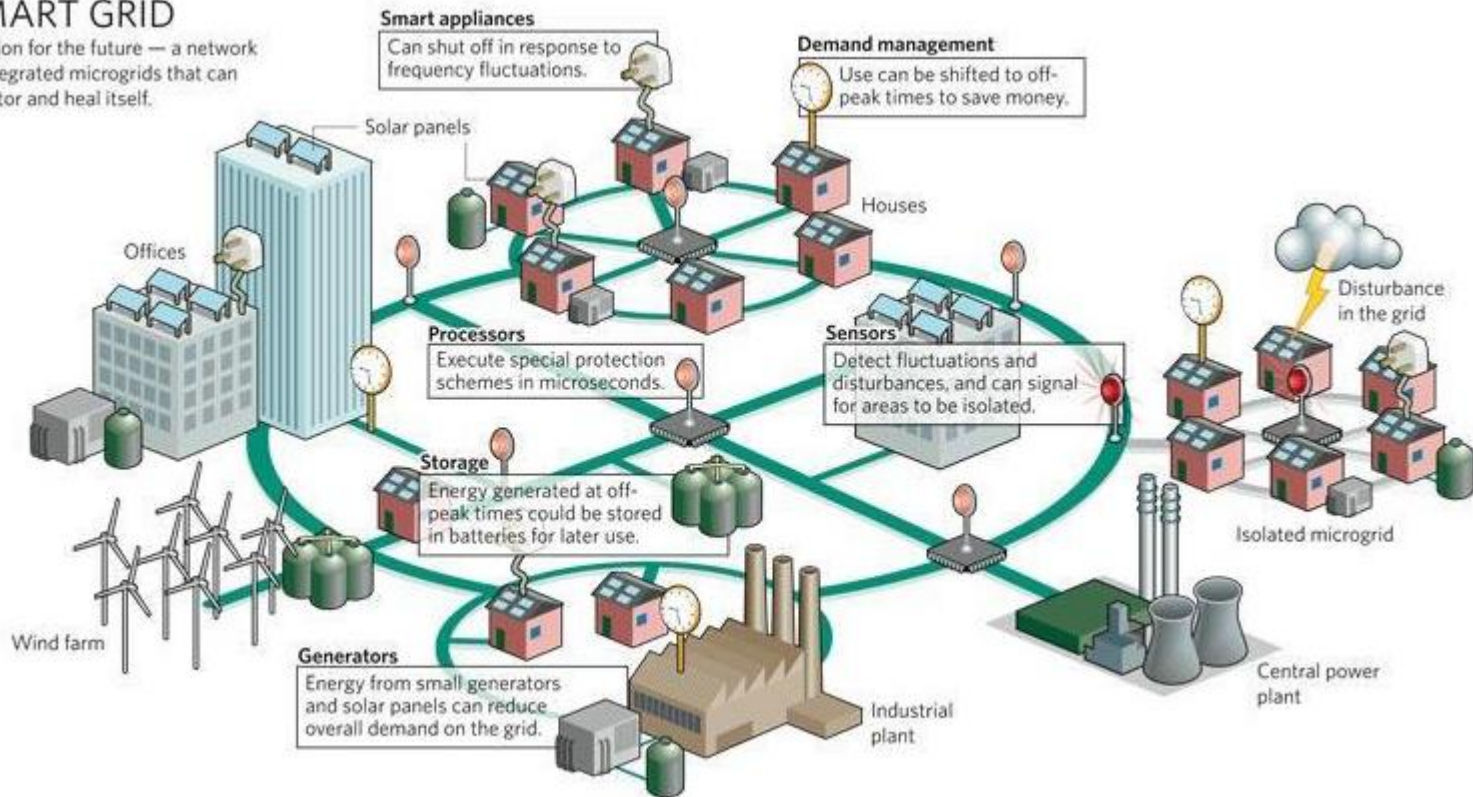 MART GRID
ion for the future — a network
egrated microgrids that can
tor and heal itself.
Smart appliances
Can shut off in response to
frequency fluctuations.
Demand management
Use can be shifted to off-
peak times to save money.
Solar panels
Houses
Offices
Disturbance
in the grid
Processors
Execute special protection
schemes in microseconds.
Sensors
Detect fluctuations and
disturbances, and can signal
for areas to be isolated.
Storage
Energy generated at off-
peak times could be stored
in batteries for later use.
Isolated microgrid
Wind farm
Generators
Energy from small generators
and solar panels can reduce
overall demand on the grid.
Central power
plant
Industrial
plant